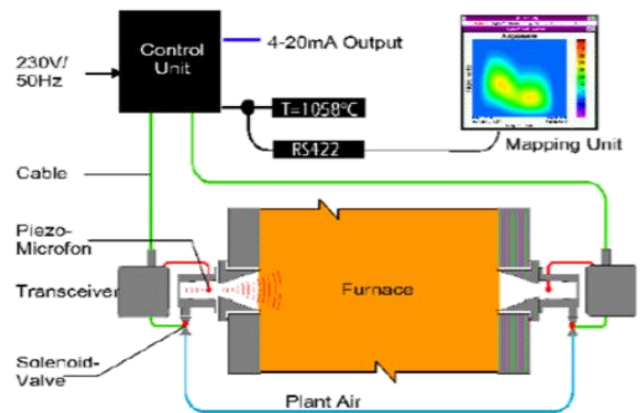 Control
Unit
4-20mA Output
230V/
50Hz
T=1058°C
RS422
Mapping Unit
Cable
Piezo-
Microfon
Transceiver
Furnace
Solenoid-
Valve
Plant Air